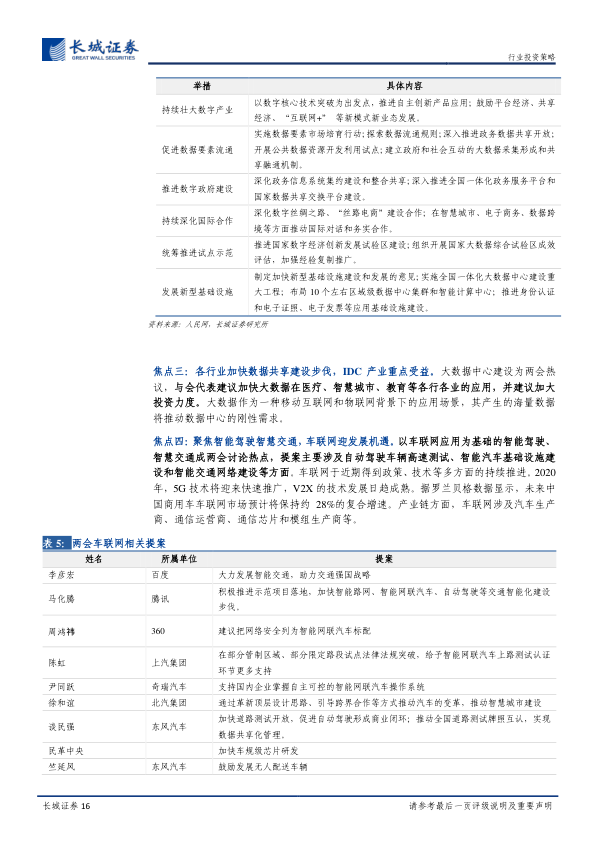 长城证券
GREAT WALL SECURITIES
行业投资策略
举措 具体内容
持续壮大数字产业 以数字核心技术突破为出发点，推进自主创新产品应用；鼓励平台经济、共享
经济、“互联网+” 等新模式新业态发展。
促进数据要素流通 实施数据要素市场培育行动；探索数据流通规则；深入推进政务数据共享开放；
开展公共数据资源开发利用试点；建立政府和社会互动的大数据采集形成和共
享融通机制。
推进数字政府建设 深化政务信息系统集约建设和整合共享；深入推进全国一体化政务服务平台和
国家数据共享交换平台建设。
持续深化国际合作 深化数字丝绸之路、“丝路电商”建设合作；在智慧城市、电子商务、数据跨
境等方面推动国际对话和务实合作。
统筹推进试点示范 推进国家数字经济创新发展试验区建设；组织开展国家大数据综合试验区成效
评估，加强经验复制推广。
发展新型基础设施 制定加快新型基础设施建设和发展的意见；实施全国一体化大数据中心建设重
大工程；布局 10 个左右区域级数据中心集群和智能计算中心；推进身份认证
和电子证照、电子发票等应用基础设施建设。
资料来源：人民网、长城证券研究所
焦点三：各行业加快数据共享建设步伐，IDC 产业重点受益。大数据中心建设为两会热
议，与会代表建议加快大数据在医疗、智慧城市、教育等各行各业的应用，并建议加大
投资力度。大数据作为一种移动互联网和物联网背景下的应用场景，其产生的海量数据
将推动数据中心的刚性需求。
焦点四：聚焦智能驾驶智慧交通，车联网迎发展机遇。以车联网应用为基础的智能驾驶、
智慧交通成两会讨论热点，提案主要涉及自动驾驶车辆高速测试、智能汽车基础设施建
设和智能交通网络建设等方面。车联网于近期得到政策、技术等多方面的持续推进。2020
年，5G 技术将迎来快速推广，V2X 的技术发展日趋成熟。据罗兰贝格数据显示，未来中
国商用车车联网市场预计将保持约 28%的复合增速。产业链方面，车联网涉及汽车生产
商、通信运营商、通信芯片和模组生产商等。
表 5：两会车联网相关提案
姓名 所属单位 提案
李彦宏 百度 大力发展智能交通，助力交通强国战略
马化腾 腾讯 积极推进示范项目落地、加快智能路网、智能网联汽车、自动驾驶等交通智能化建设
步伐。
周鸿祎 360 建议把网络安全列为智能网联汽车标配
陈虹 上汽集团 在部分管制区域、部分限定路段试点法律法规突破，给予智能网联汽车上路测试认证
环节更多支持
尹同跃 奇瑞汽车 支持国内企业掌握自主可控的智能网联汽车操作系统
徐和谊 北汽集团 通过革新顶层设计思路、引导跨界合作等方式推动汽车的变革，推动智慧城市建设
谈民强 东风汽车 加快道路测试开放，促进自动驾驶形成商业闭环；推动全国道路测试牌照互认，实现
数据共享化管理。
民革中央 加快车规级芯片研发
竺延风 东风汽车 鼓励发展无人配送车辆
长城证券 16 请参考最后一页评级说明及重要声明